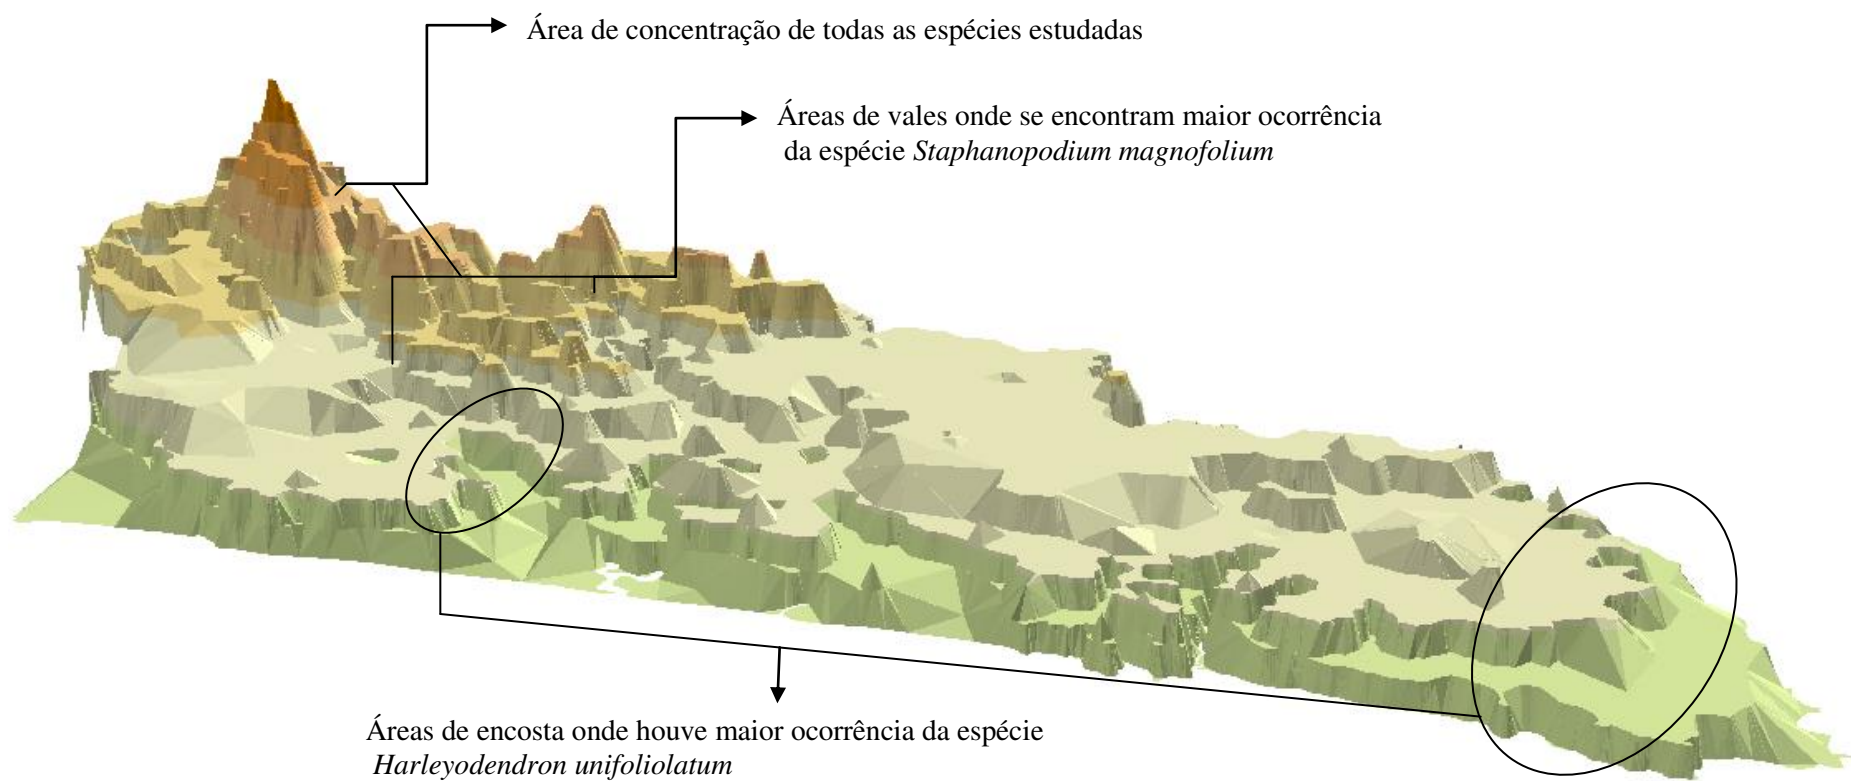 Área de concentração de todas as espécies estudadas
Áreas de vales onde se encontram maior ocorrência
da espécie Staphanopodium magnofolium
Áreas de encosta onde houve maior ocorrência da espécie
Harleyodendron unifoliolatum